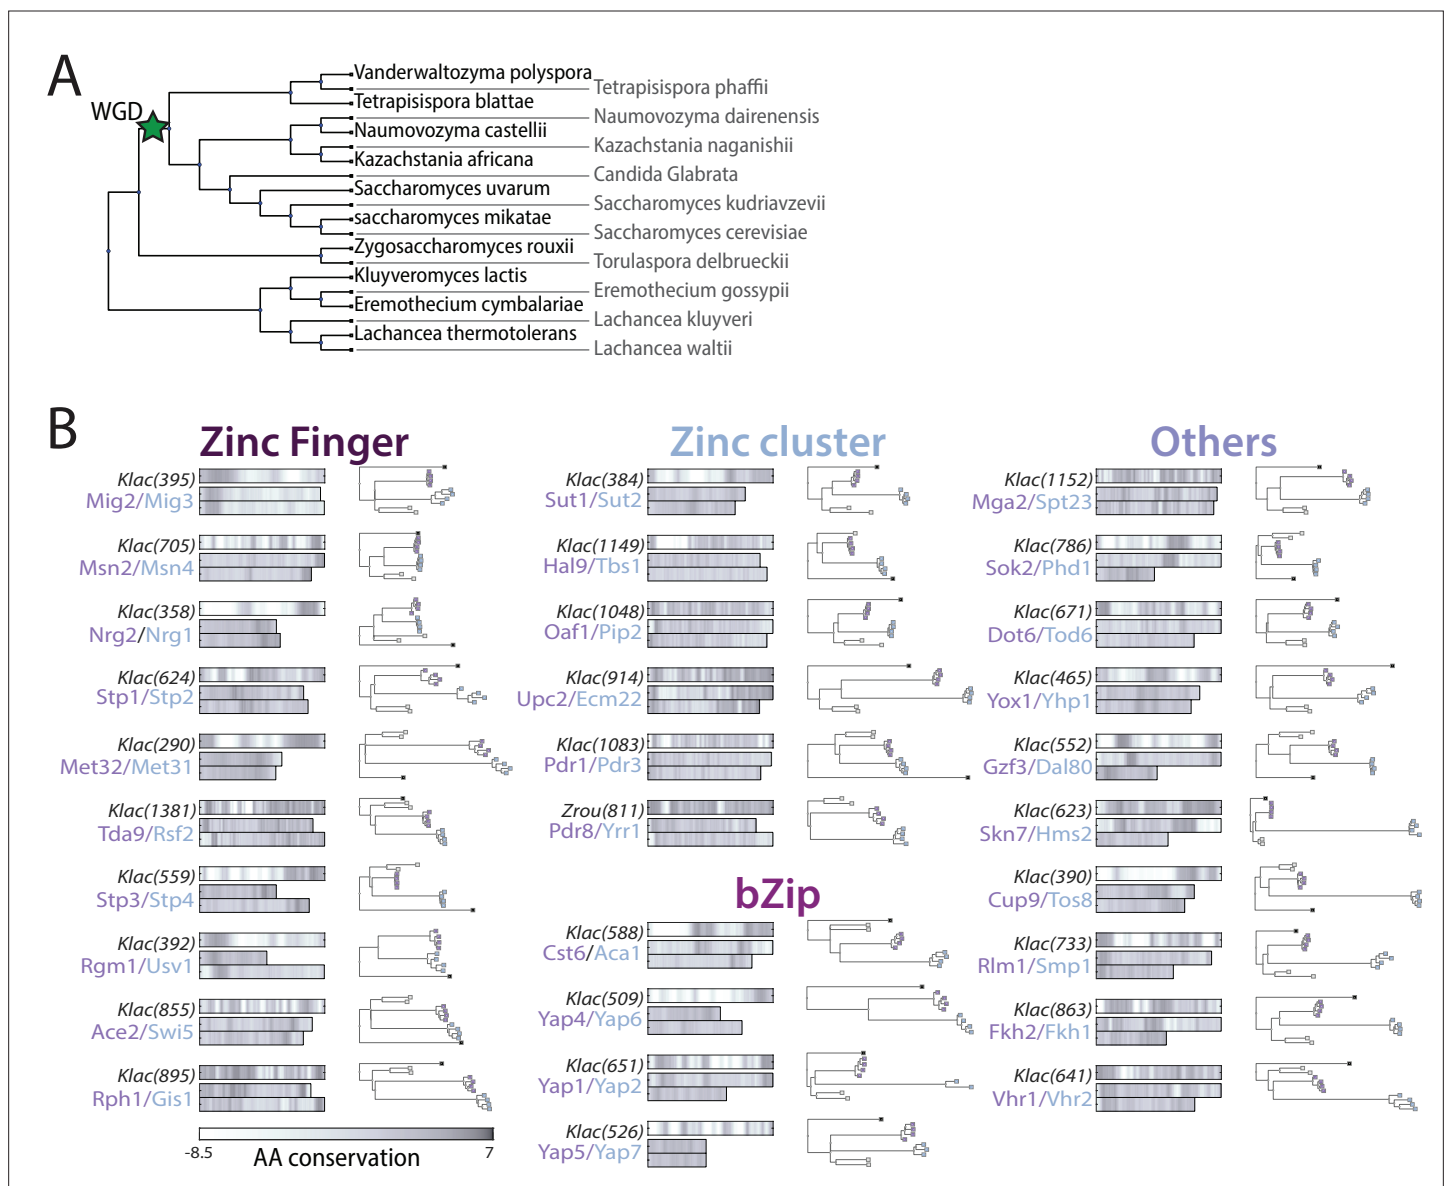 A
WGD
Vanderwaltozyma polyspora
Tetrapisispora phaffii
Tetrapisispora blattae
Naumovozyma dairenensis
Naumovozyma castellii
Kazachstania naganishii
Kazachstania africana
Candida Glabrata
Saccharomyces uvarum
Saccharomyces kudriavzevii
saccharomyces mikatae
Saccharomyces cerevisiae
Zygosaccharomyces rouxii
Torulaspora delbrueckii
Kluyveromyces lactis
Eremothecium gossypii
Eremothecium cymbalariae
Lachancea kluyveri
Lachancea thermotolerans
Lachancea waltii
B
Zinc Finger
Klac(395)
Mig2/Mig3
Klac(705)
Msn2/Msn4
Klac(358)
Nrg2/Nrg1
Klac(624)
Stp1/Stp2
Klac(290)
Met32/Met31
Klac(1381)
Tda9/Rsf2
Klac(559)
Stp3/Stp4
Klac(392)
Rgm1/Usv1
Klac(855)
Ace2/Swi5
Klac(895)
Rph1/Gis1
-8.5
7
AA conservation
Zinc cluster
Klac(384)
Sut1/Sut2
Klac(1149)
Hal9/Tbs1
Klac(1048)
Oaf1/Pip2
Klac(914)
Upc2/Ecm22
Klac(1083)
Pdr1/Pdr3
Zrou(811)
Pdr8/Yrr1
bZip
Klac(588)
Cst6/Aca1
Klac(509)
Yap4/Yap6
Klac(651)
Yap1/Yap2
Klac(526)
Yap5/Yap7
Others
Klac(1152)
Mga2/Spt23
Klac(786)
Sok2/Phd1
Klac(671)
Dot6/Tod6
Klac(465)
Yox1/Yhp1
Klac(552)
Gzf3/Dal80
Klac(623)
Skn7/Hms2
Klac(390)
Cup9/Tos8
Klac(733)
Rlm1/Smp1
Klac(863)
Fkh2/Fkh1
Klac(641)
Vhr1/Vhr2